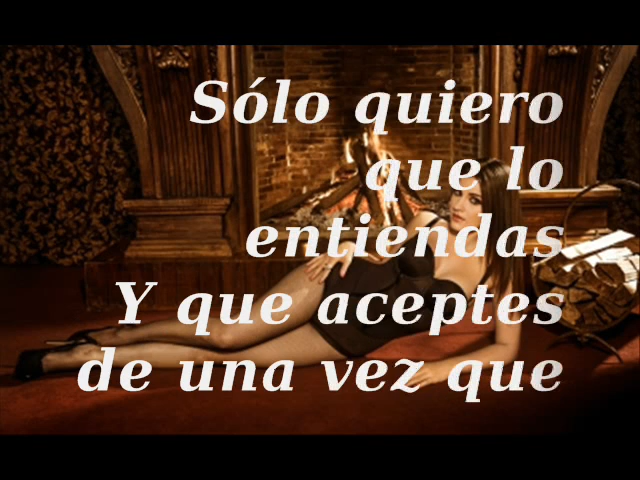 Sólo quiero
que lo
entiendas
Y que aceptes
de una vez que